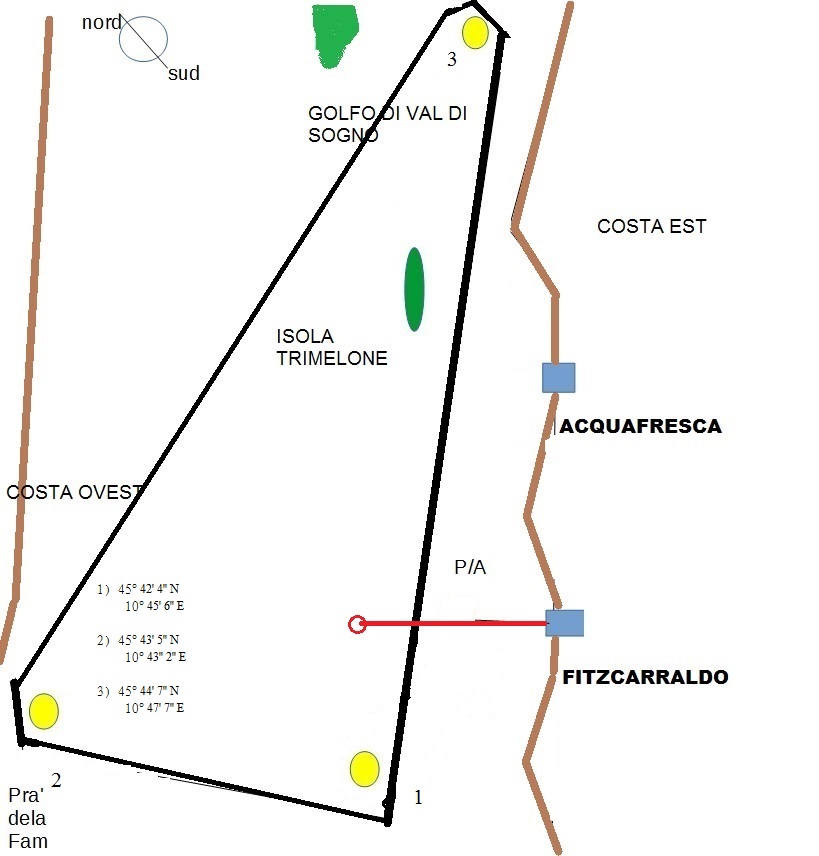 nord
sud
3
GOLFO DI VAL DI
SOGNO
COSTA EST
ISOLA
TRIMELONE
ACQUAFRESCA
COSTA OVEST
P/A
1) 45° 42' 4" N
10° 45' 6" E
2) 45° 43' 5" N
10° 43' 2" E
3) 45° 44' 7" N
10° 47' 7" E
FITZCARRALDO
2
1
Pra'
dela
Fam